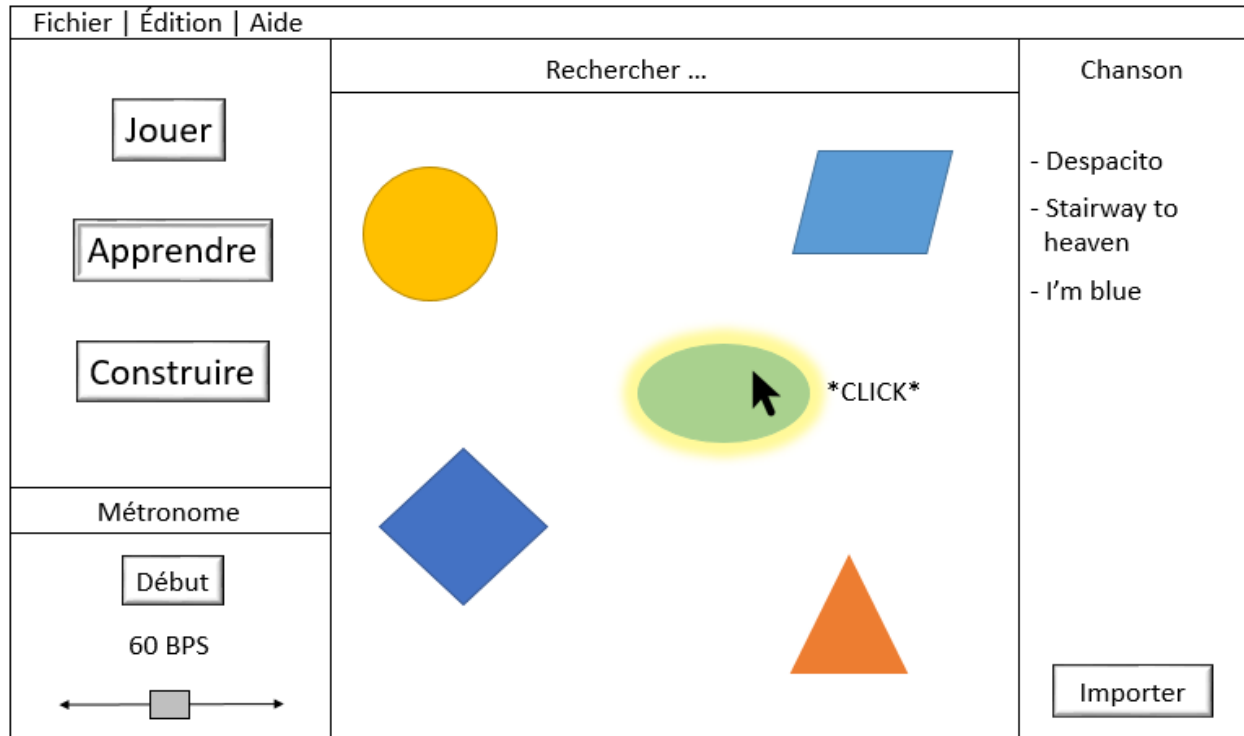 Fichier | Édition | Aide
Jouer
Apprendre
Construire
Métronome
Début
60 BPS
Rechercher ...
*CLICK*
Chanson
- Despacito
- Stairway to
heaven
- I'm blue
Importer